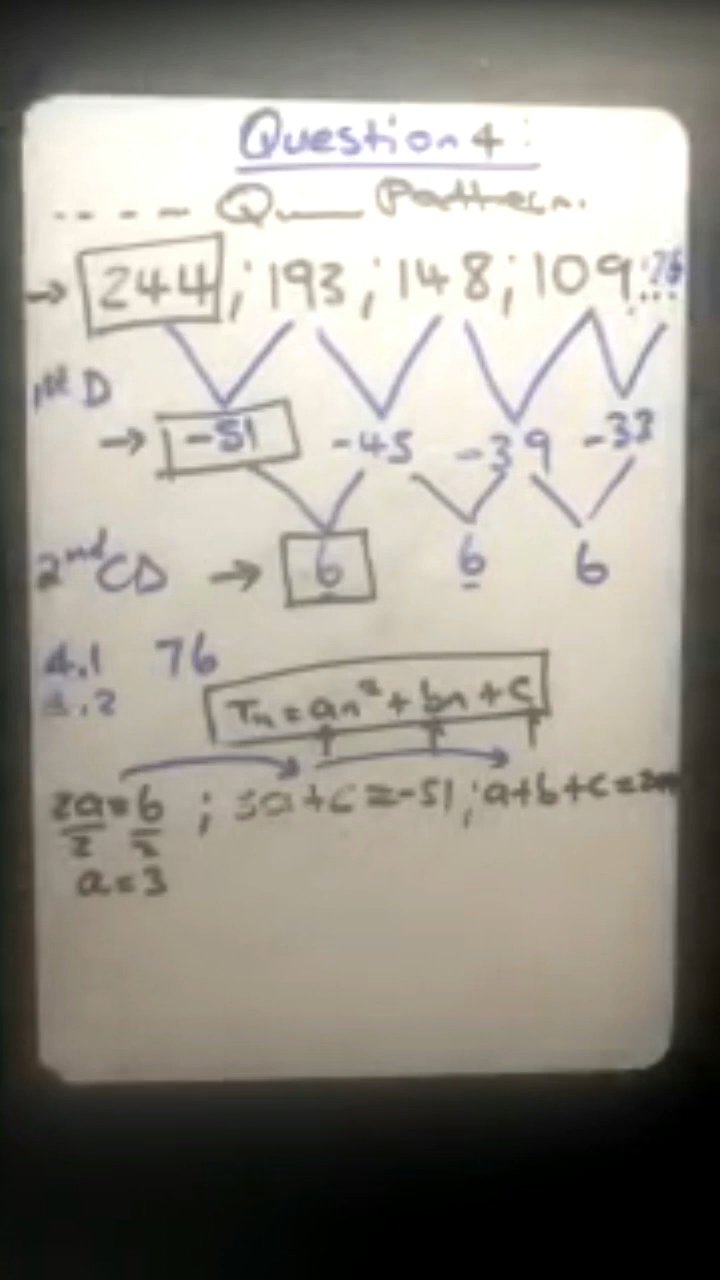 Question 4:
---- Q___ Pattern.
→ 244; 193; 148; 109; 76...
1st D → -51 -45 -39 -33
2nd CD → 6 6 6
4.1 76
4.2
Tn = an² + bn + c
2a = 6 ; 3a + c = -51 ; a + b + c =
2 2
a = 3